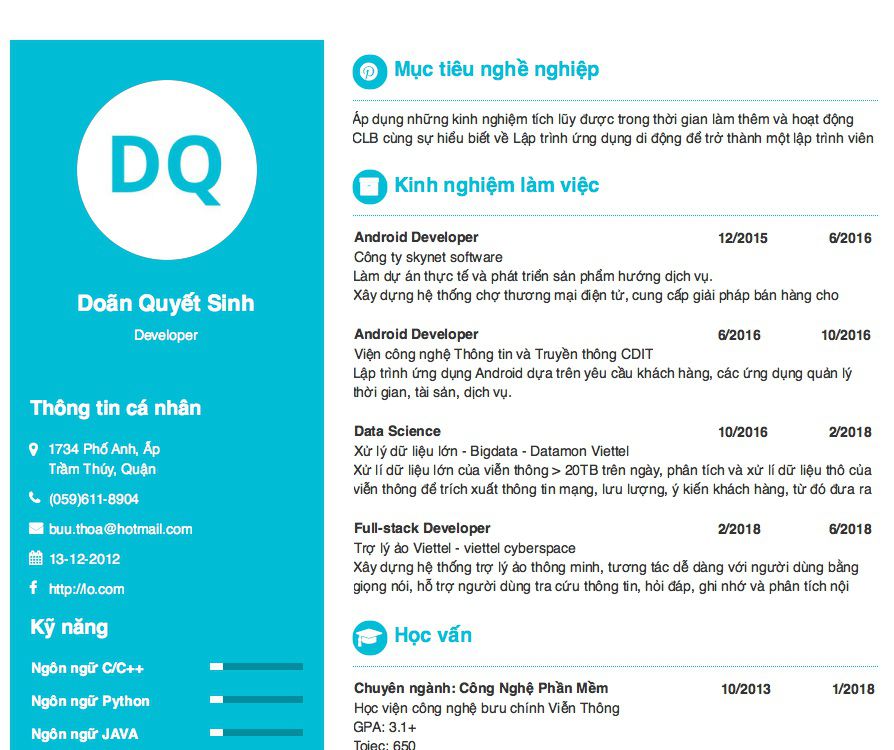 DQ
Doãn Quyết Sinh
Developer
Thông tin cá nhân
1734 Phố Anh, Ấp
Trầm Thúy, Quận
(059)611-8904
buu.thoa@hotmail.com
13-12-2012
http://lo.com
Kỹ năng
Ngôn ngữ C/C++
Ngôn ngữ Python
Ngôn ngữ JAVA
Mục tiêu nghề nghiệp
Áp dụng những kinh nghiệm tích lũy được trong thời gian làm thêm và hoạt động
CLB cùng sự hiểu biết về Lập trình ứng dụng di động để trở thành một lập trình viên
Kinh nghiệm làm việc
Android Developer 12/2015 6/2016
Công ty skynet software
Làm dự án thực tế và phát triển sản phẩm hướng dịch vụ.
Xây dựng hệ thống chợ thương mại điện tử, cung cấp giải pháp bán hàng cho
Android Developer 6/2016 10/2016
Viện công nghệ Thông tin và Truyền thông CDIT
Lập trình ứng dụng Android dựa trên yêu cầu khách hàng, các ứng dụng quản lý
thời gian, tài sản, dịch vụ.
Data Science 10/2016 2/2018
Xử lý dữ liệu lớn - Bigdata - Datamon Viettel
Xử lí dữ liệu lớn của viễn thông > 20TB trên ngày, phân tích và xử lí dữ liệu thô của
viễn thông để trích xuất thông tin mạng, lưu lượng, ý kiến khách hàng, từ đó đưa ra
Full-stack Developer 2/2018 6/2018
Trợ lý ảo Viettel - viettel cyberspace
Xây dựng hệ thống trợ lý ảo thông minh, tương tác dễ dàng với người dùng bằng
giọng nói, hỗ trợ người dùng tra cứu thông tin, hỏi đáp, ghi nhớ và phân tích nội
Học vấn
Chuyên ngành: Công Nghệ Phần Mềm 10/2013 1/2018
Học viện công nghệ bưu chính Viễn Thông
GPA: 3.1+
Toiec: 650